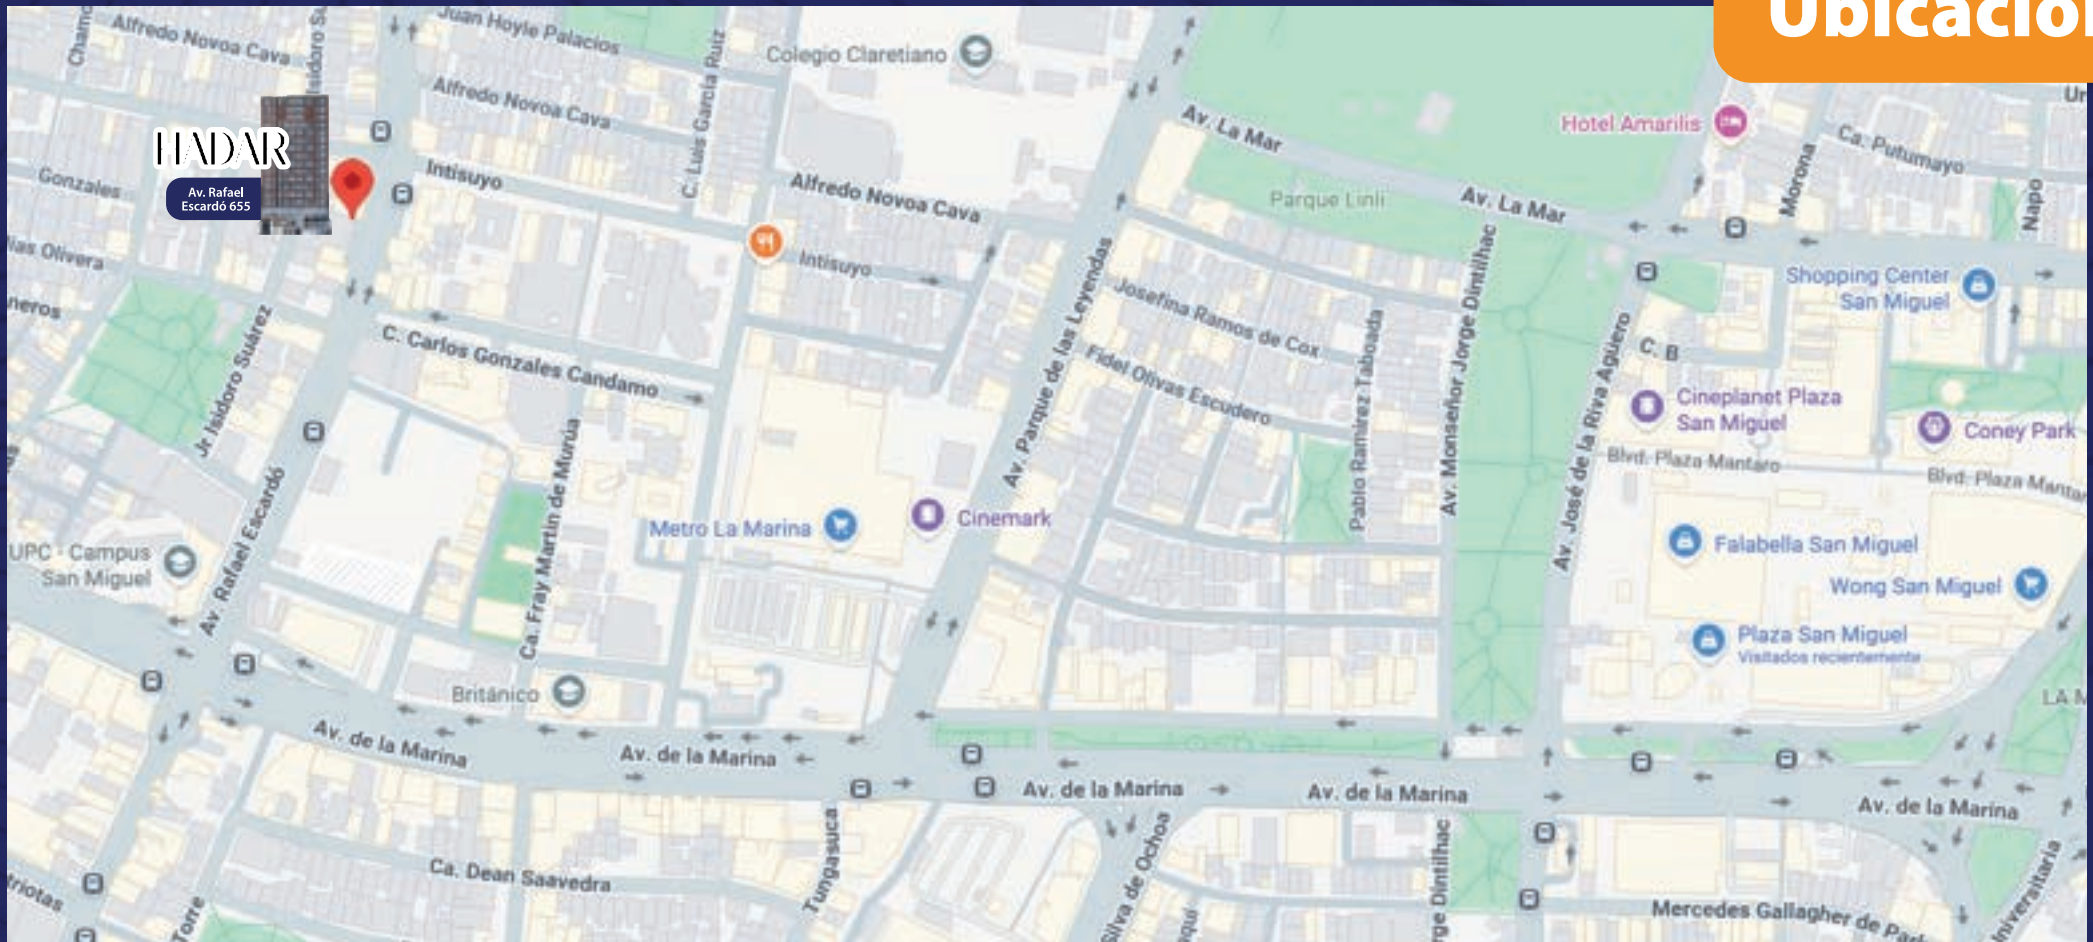 Ubicación
Juan Hoyle Palacios
Alfredo Novoa Cava
Colegio Claretiano
Alfredo Novoa Cava
C. Luis García Ruiz
Av. La Mar
Hotel Amarilis
Ca. Putumayo
Morona
Napo
HADAR
Av. Rafael
Escardó 655
Gonzales
Intisuyo
Alfredo Novoa Cava
Parque Linli
Av. La Mar
Intisuyo
Josefina Ramos de Cox
Shopping Center
San Miguel
C. Carlos Gonzales Candamo
Jr Isidoro Suárez
Av. Parque de las Leyendas
Fidel Olivas Escudero
Pablo Ramirez Taboada
Av. Monseñor Jorge Dintilhac
Av. José de la Riva Agüero
C. B
Cineplanet Plaza
San Miguel
Coney Park
Blvd. Plaza Mantaro
Av. Rafael Escardó
Ca. Fray Martín de Murúa
Metro La Marina
Cinemark
UPC - Campus
San Miguel
Falabella San Miguel
Wong San Miguel
Plaza San Miguel
Visitados recientemente
Británico
Av. de la Marina
Av. de la Marina
Av. de la Marina
Av. de la Marina
Av. de la Marina
Ca. Dean Saavedra
Tungasuca
Silva de Ochoa
Mercedes Gallagher de
Torre